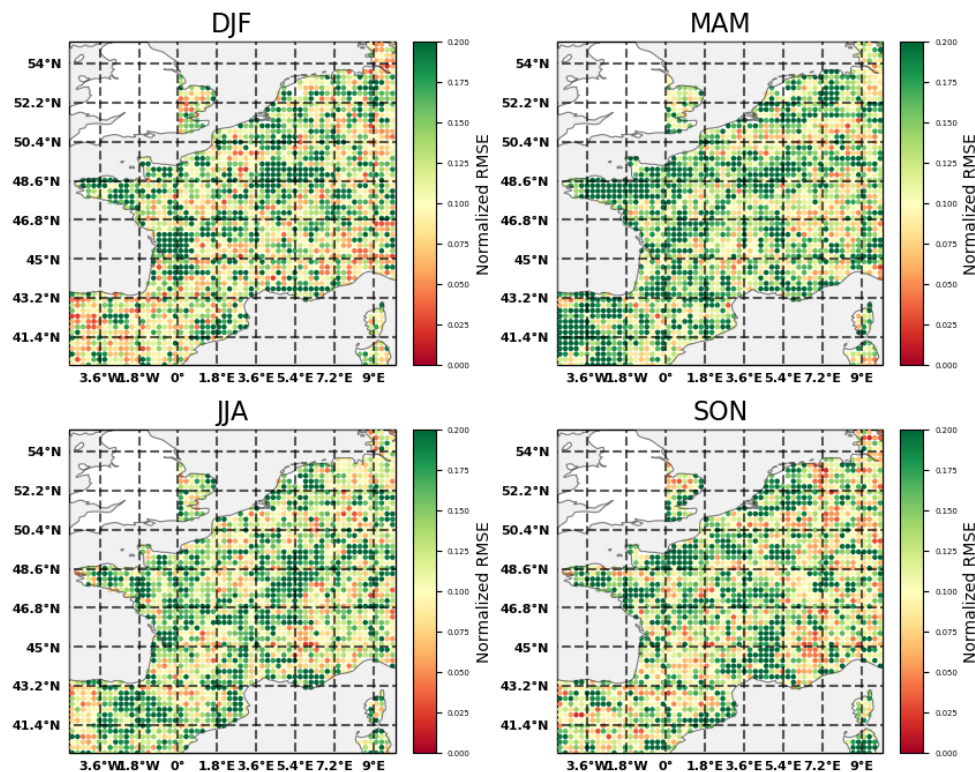 DJF
MAM
54°N
52.2°N
50.4°N
48.6°N
46.8°N
45°N
43.2°N
41.4°N
3.6°W
1.8°W
0°
1.8°E
3.6°E
5.4°E
7.2°E
9°E
0.200
0.175
0.150
0.125
0.100
0.075
0.050
0.025
0.000
Normalized RMSE
54°N
52.2°N
50.4°N
48.6°N
46.8°N
45°N
43.2°N
41.4°N
3.6°W
1.8°W
0°
1.8°E
3.6°E
5.4°E
7.2°E
9°E
0.200
0.175
0.150
0.125
0.100
0.075
0.050
0.025
0.000
Normalized RMSE
JJA
SON
54°N
52.2°N
50.4°N
48.6°N
46.8°N
45°N
43.2°N
41.4°N
3.6°W
1.8°W
0°
1.8°E
3.6°E
5.4°E
7.2°E
9°E
0.200
0.175
0.150
0.125
0.100
0.075
0.050
0.025
0.000
Normalized RMSE
54°N
52.2°N
50.4°N
48.6°N
46.8°N
45°N
43.2°N
41.4°N
3.6°W
1.8°W
0°
1.8°E
3.6°E
5.4°E
7.2°E
9°E
0.200
0.175
0.150
0.125
0.100
0.075
0.050
0.025
0.000
Normalized RMSE